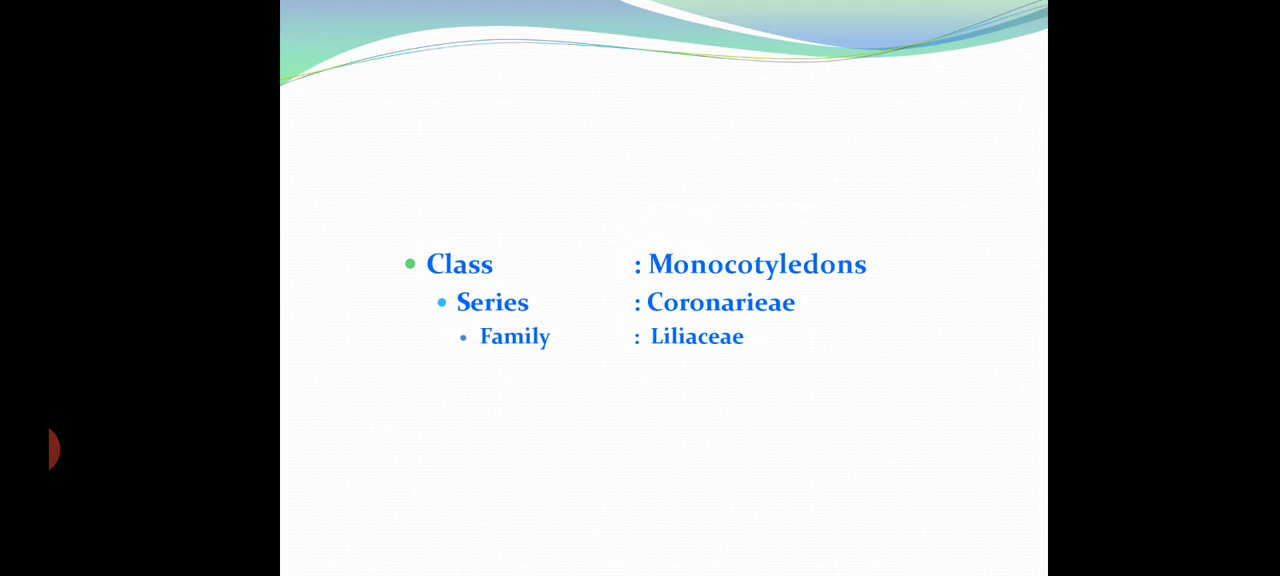 Class : Monocotyledons
Series : Coronarieae
Family : Liliaceae